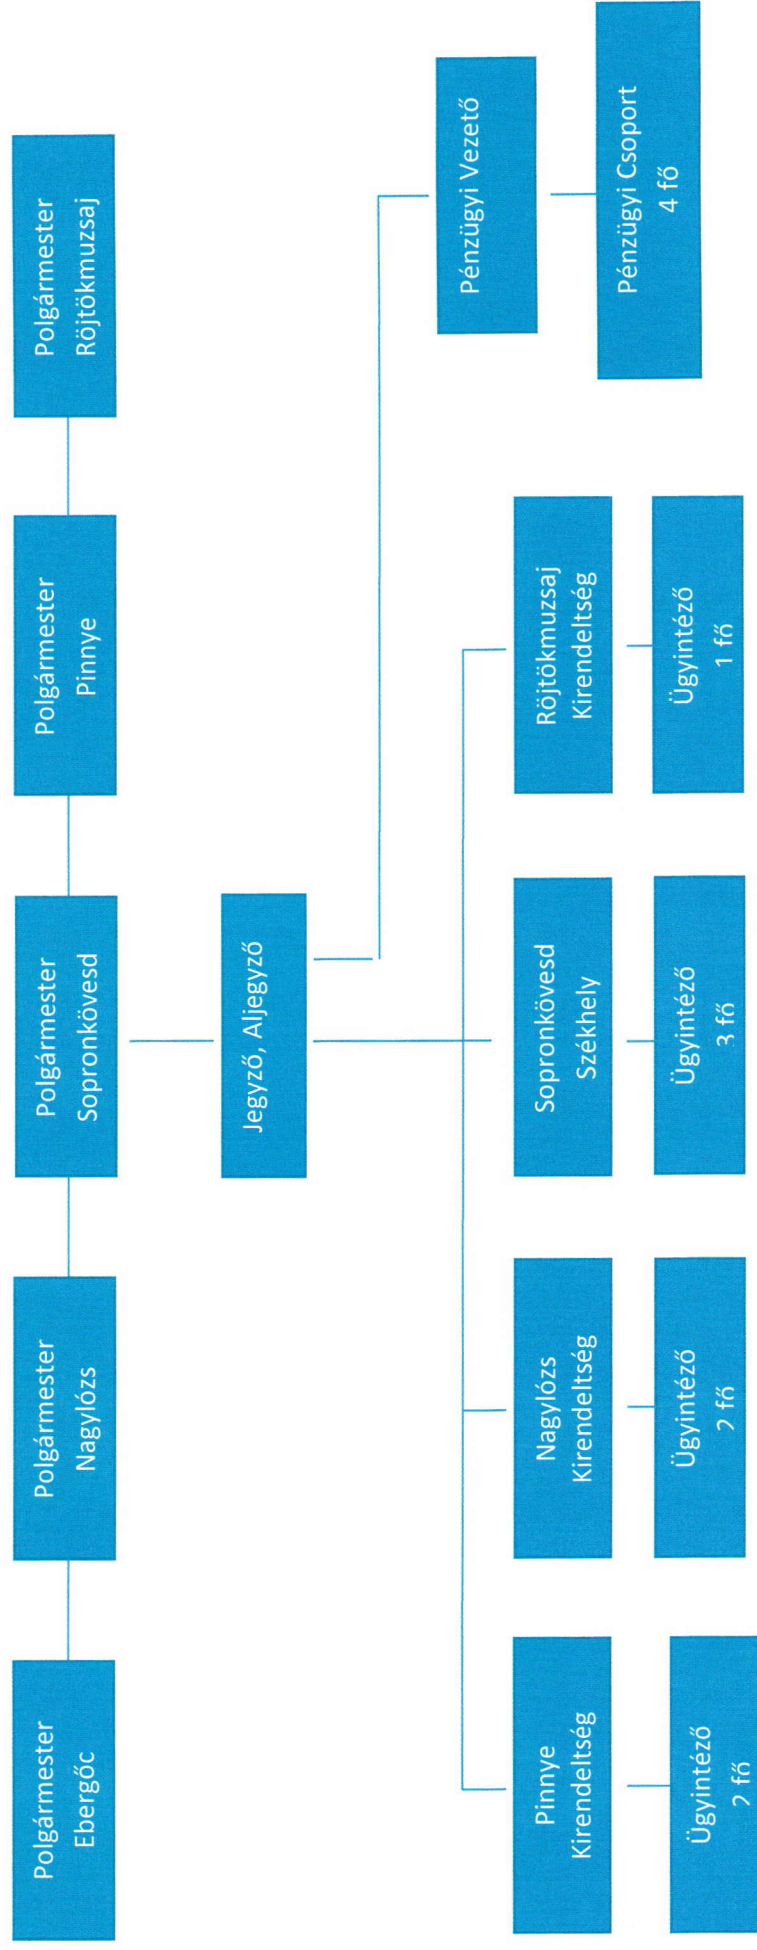 Polgármester
Ebergőc
Polgármester
Nagylózs
Polgármester
Sopronkövesd
Polgármester
Pinnye
Polgármester
Röjtökmuzsaj
Jegyző, Aljegyző
Pénzügyi Vezető
Pénzügyi Csoport
4 fő
Pinnye
Kirendeltség
Nagylózs
Kirendeltség
Sopronkövesd
Székhely
Röjtökmuzsaj
Kirendeltség
Ügyintéző
2 fő
Ügyintéző
2 fő
Ügyintéző
3 fő
Ügyintéző
1 fő